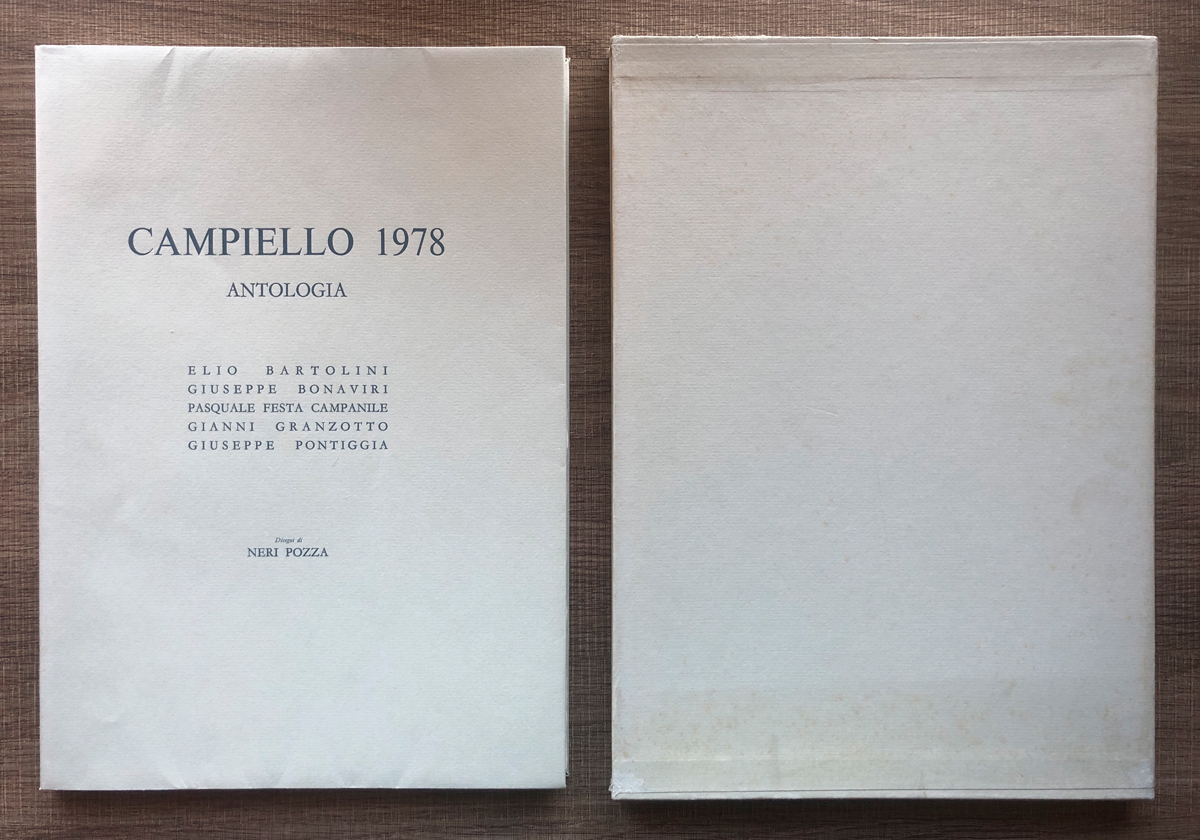 CAMPIELLO 1978
ANTOLOGIA
ELIO BARTOLINI
GIUSEPPE BONAVIRI
PASQUALE FESTA CAMPANILE
GIANNI GRANZOTTO
GIUSEPPE PONTIGGIA
Disegni di
NERI POZZA